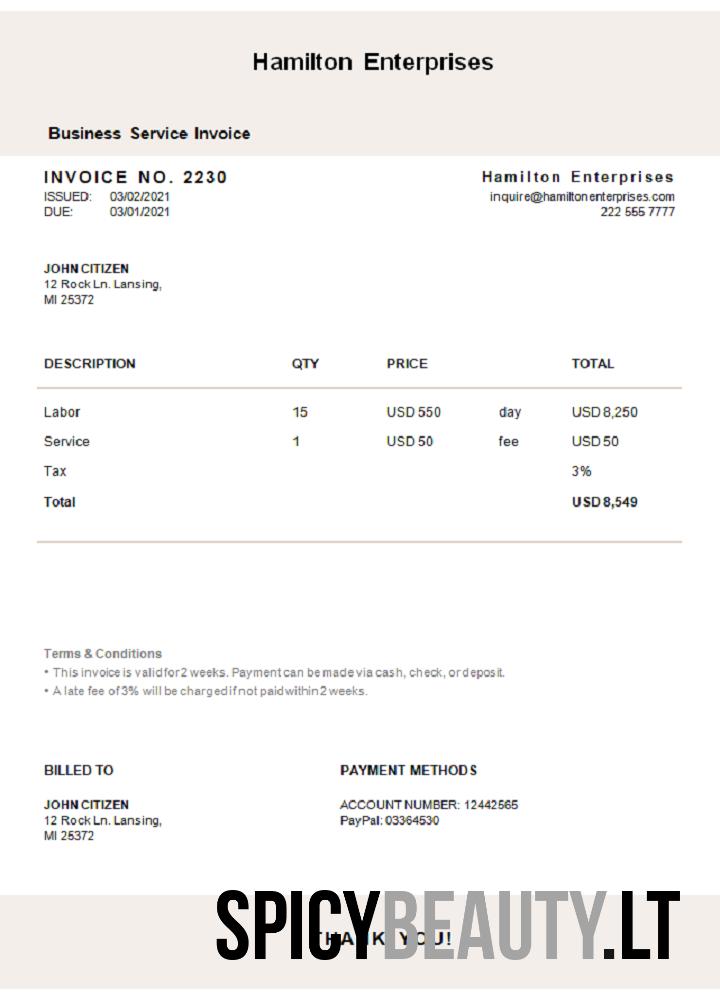 Hamilton Enterprises
Business Service Invoice
INVOICE NO. 2230
ISSUED: 03/02/2021
DUE: 03/01/2021
Hamilton Enterprises
inquire@hamiltonenterprises.com
222 555 7777
JOHN CITIZEN
12 Rock Ln. Lansing,
MI 25372
DESCRIPTION QTY PRICE TOTAL
Labor 15 USD 550 day USD 8,250
Service 1 USD 50 fee USD 50
Tax 3%
Total USD 8,549
Terms & Conditions
• This invoice is valid for 2 weeks. Payment can be made via cash, check, or deposit.
• A late fee of 3% will be charged if not paid within 2 weeks.
BILLED TO
JOHN CITIZEN
12 Rock Ln. Lansing,
MI 25372
PAYMENT METHODS
ACCOUNT NUMBER: 12442565
PayPal: 03364530
THANK YOU!
SPICYBEAUTY.LT